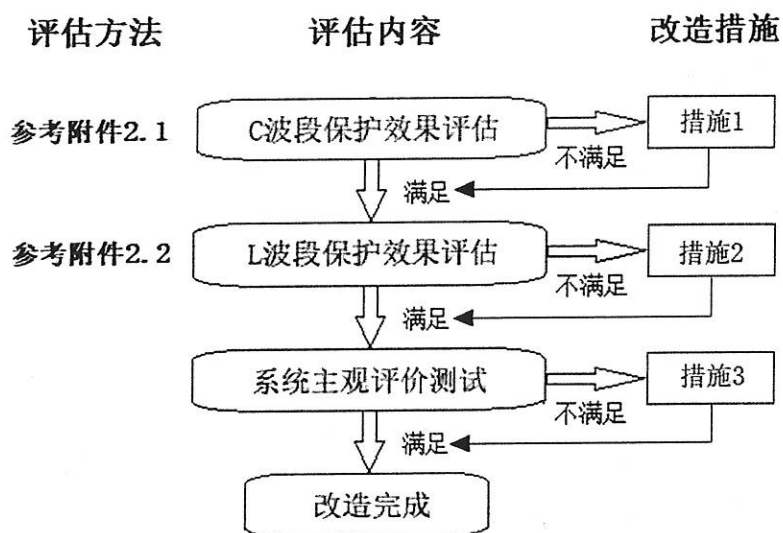 评估方法 评估内容 改造措施
参考附件2.1 C波段保护效果评估 措施1
不满足
满足
参考附件2.2 L波段保护效果评估 措施2
不满足
满足
系统主观评价测试 措施3
不满足
满足
改造完成